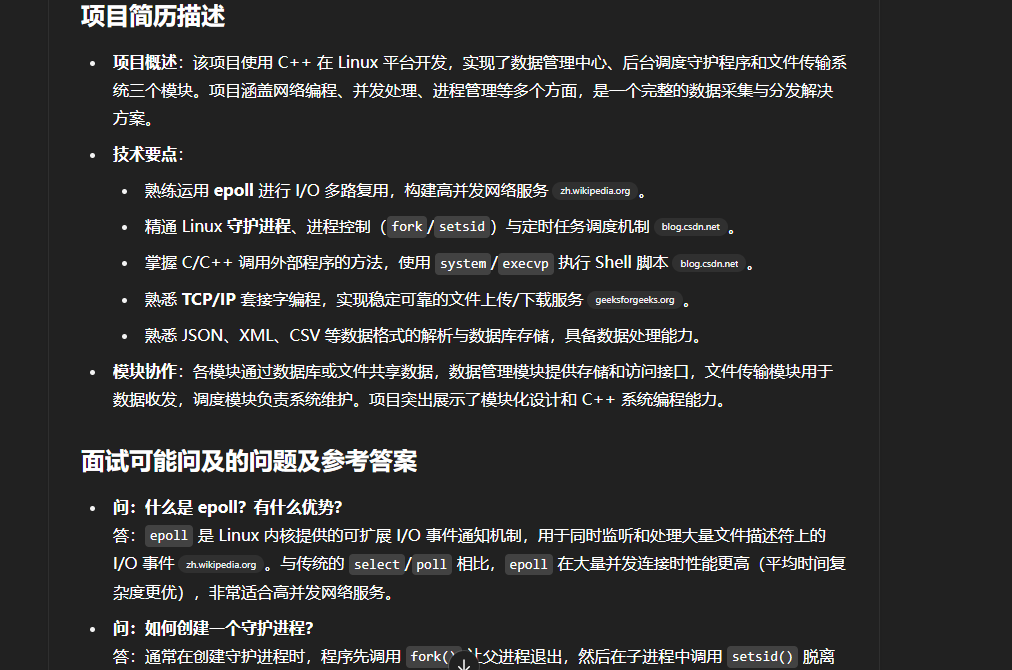 项目简历描述
项目概述：该项目使用 C++ 在 Linux 平台开发，实现了数据管理中心、后台调度守护程序和文件传输系
统三个模块。项目涵盖网络编程、并发处理、进程管理等多个方面，是一个完整的数据采集与分发解决
方案。
技术要点：
熟练运用 epoll 进行 I/O 多路复用，构建高并发网络服务 zh.wikipedia.org 。
精通 Linux 守护进程、进程控制（fork/setsid）与定时任务调度机制 blog.csdn.net 。
掌握 C/C++ 调用外部程序的方法，使用 system/execvp 执行 Shell 脚本 blog.csdn.net 。
熟悉 TCP/IP 套接字编程，实现稳定可靠的文件上传/下载服务 geeksforgeeks.org 。
熟悉 JSON、XML、CSV 等数据格式的解析与数据库存储，具备数据处理能力。
模块协作：各模块通过数据库或文件共享数据，数据管理模块提供存储和访问接口，文件传输模块用于
数据收发，调度模块负责系统维护。项目突出展示了模块化设计和 C++ 系统编程能力。
面试可能问及的问题及参考答案
问：什么是 epoll？有什么优势？
答：epoll 是 Linux 内核提供的可扩展 I/O 事件通知机制，用于同时监听和处理大量文件描述符上的
I/O 事件 zh.wikipedia.org 。与传统的 select/poll 相比，epoll 在大量并发连接时性能更高（平均时间复
杂度更优），非常适合高并发网络服务。
问：如何创建一个守护进程？
答：通常在创建守护进程时，程序先调用 fork() 让父进程退出，然后在子进程中调用 setsid() 脱离